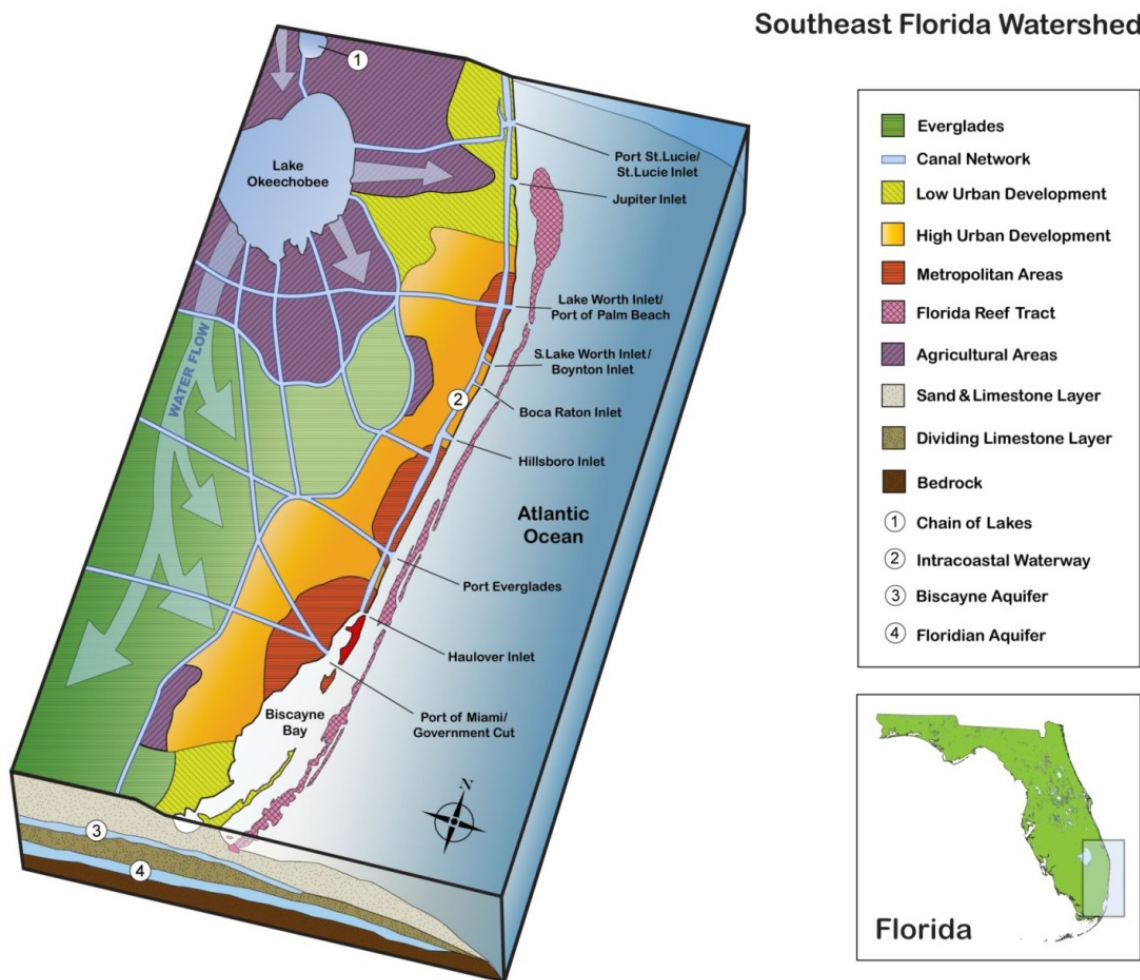 Southeast Florida Watershed
1
Lake
Okeechobee
Port St.Lucie/
St.Lucie Inlet
Jupiter Inlet
Lake Worth Inlet/
Port of Palm Beach
S.Lake Worth Inlet/
Boynton Inlet
WATER FLOW
2
Boca Raton Inlet
Hillsboro Inlet
Atlantic
Ocean
Port Everglades
Haulover Inlet
Port of Miami/
Government Cut
Biscayne
Bay
N
3
4
Everglades
Canal Network
Low Urban Development
High Urban Development
Metropolitan Areas
Florida Reef Tract
Agricultural Areas
Sand & Limestone Layer
Dividing Limestone Layer
Bedrock
1 Chain of Lakes
2 Intracoastal Waterway
3 Biscayne Aquifer
4 Floridian Aquifer
Florida